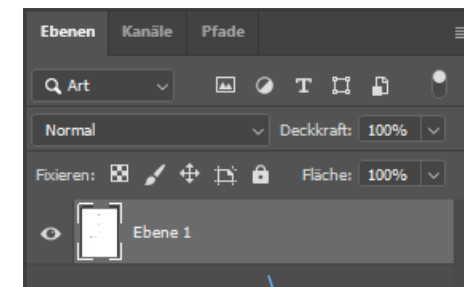 Ebenen Kanäle Pfade
Art T
Normal Deckkraft: 100%
Fixieren: Fläche: 100%
Ebene 1